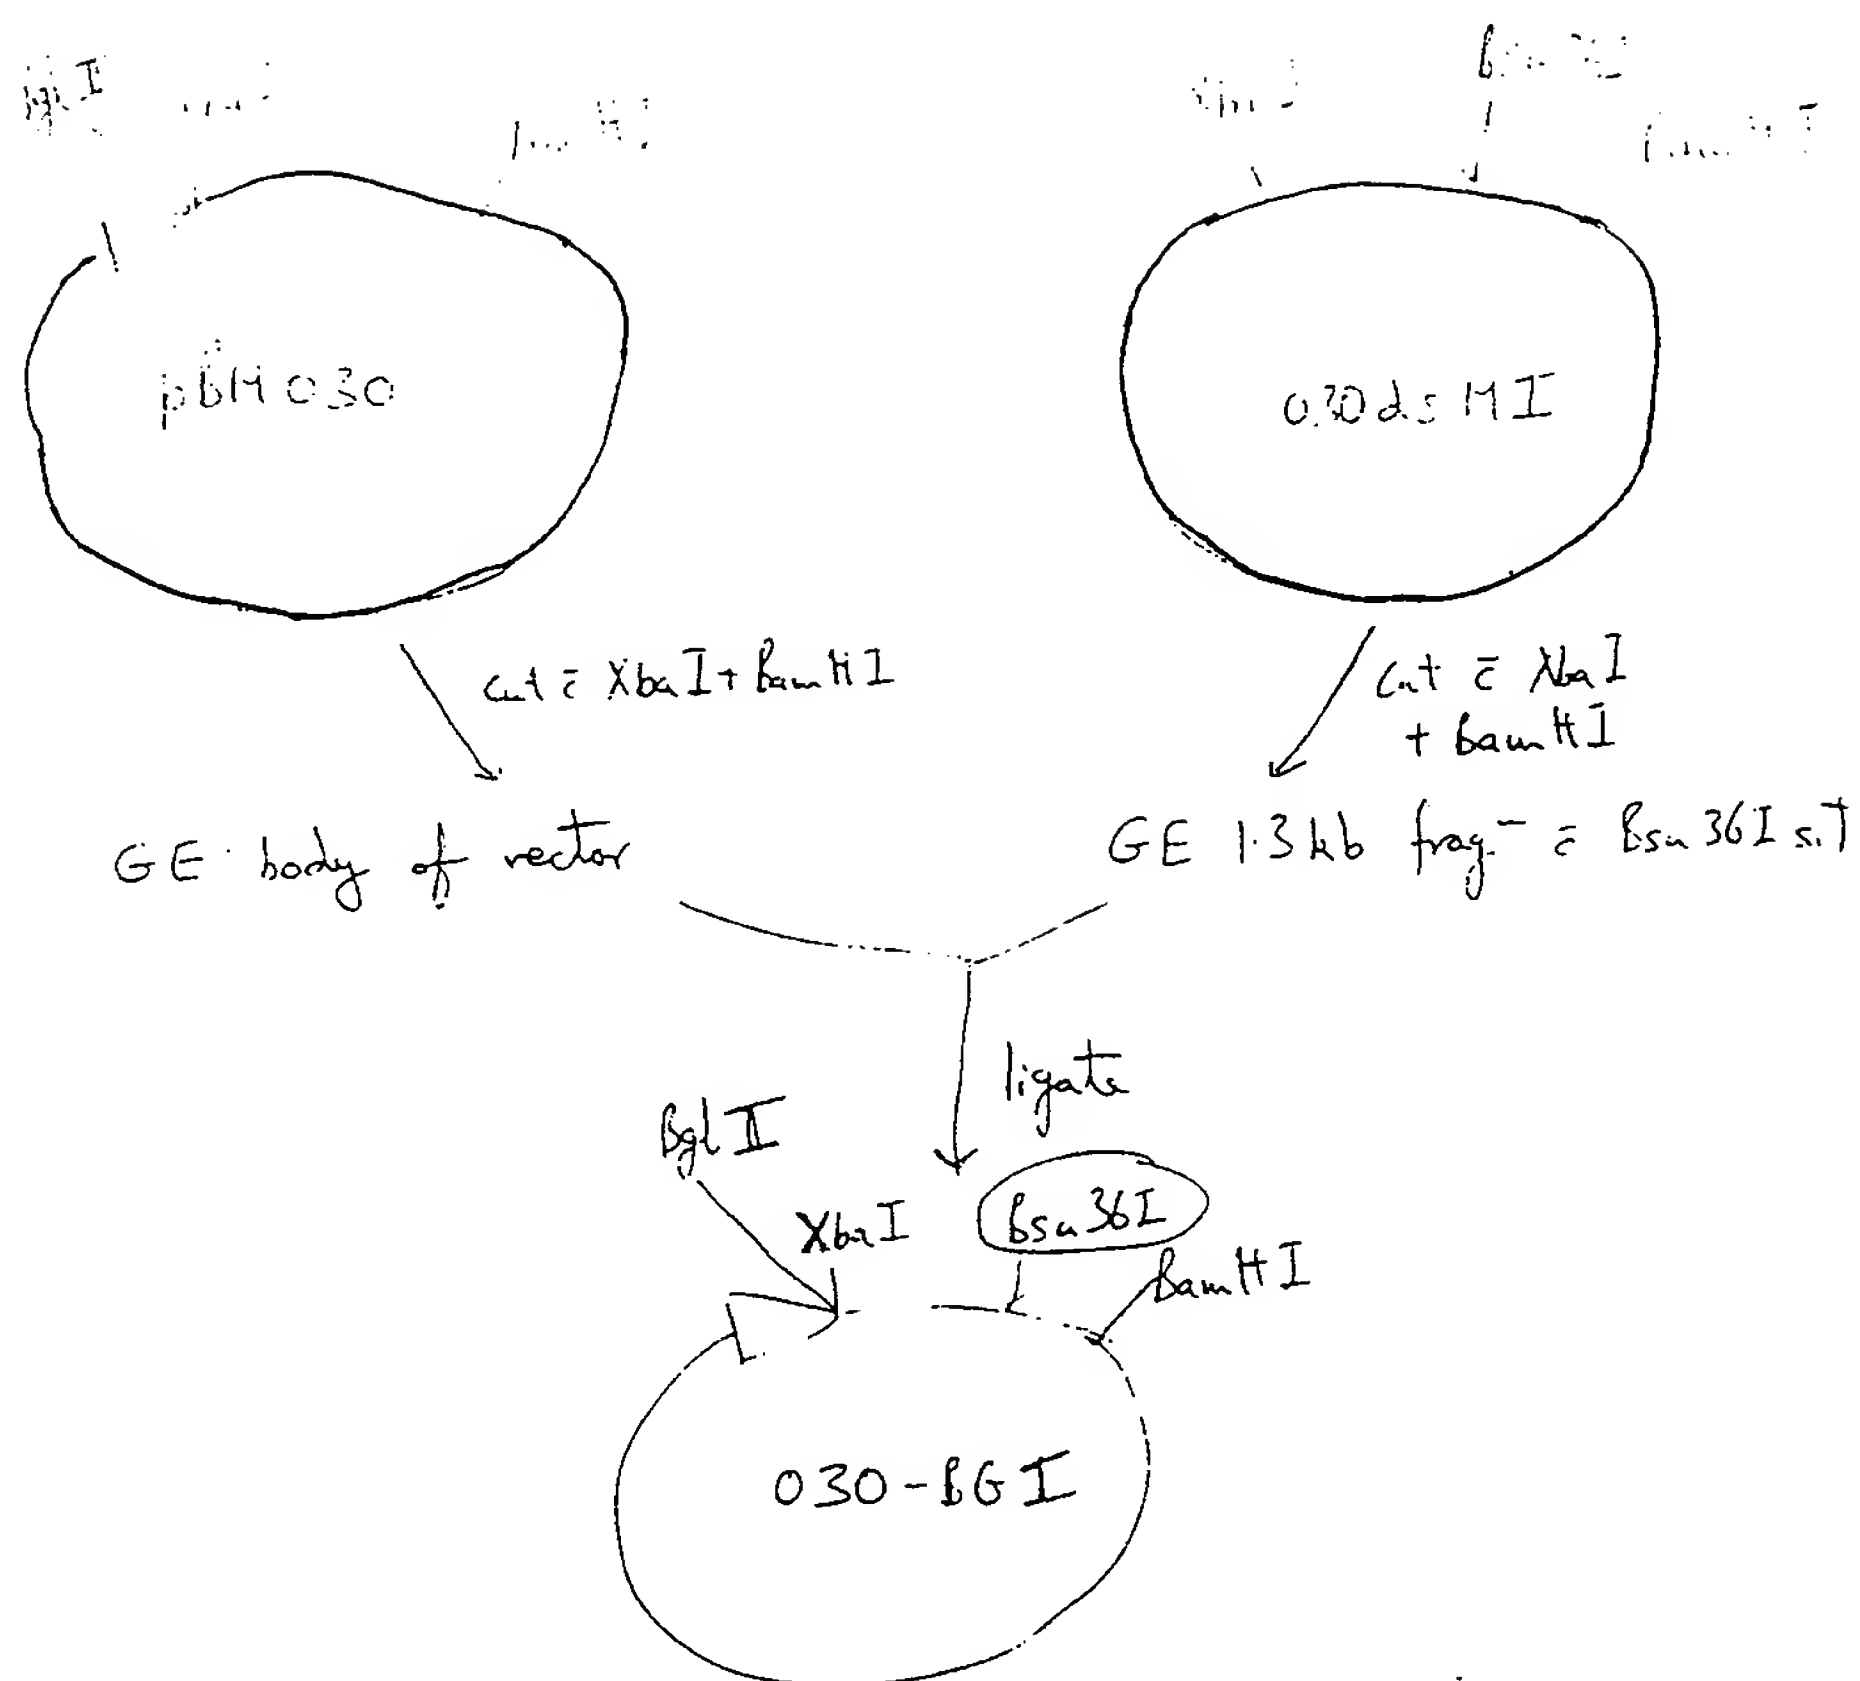 Bgl I
pBM030
030dsMI
cut c̄ XbaI + BamHI
Cut c̄ XbaI
+ BamHI
GE body of vector
GE 1.3kb frag. c̄ Bsu36I
ligate
BglII
XbaI
Bsu36I
BamHI
030-BGI